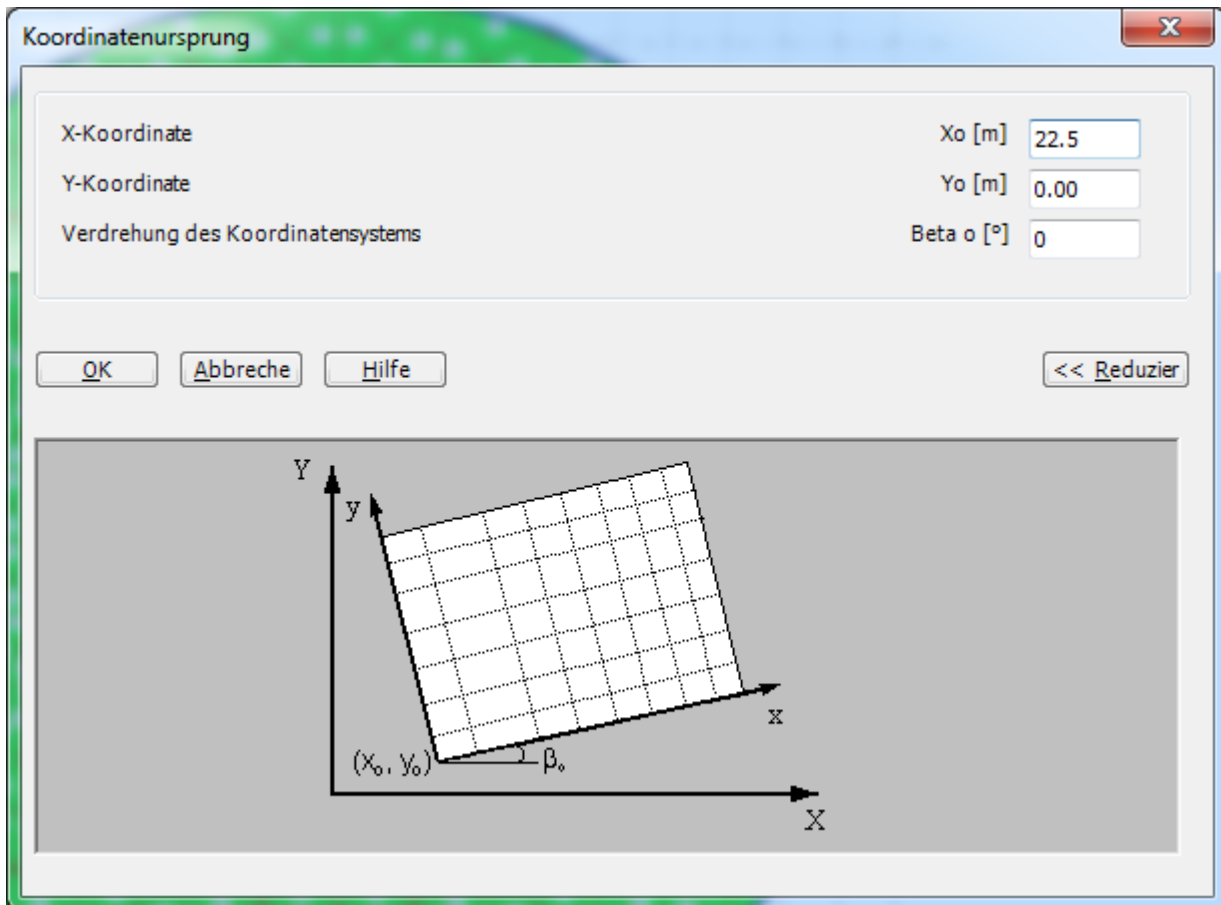 Koordinatenursprung
X-Koordinate Xo [m] 22.5
Y-Koordinate Yo [m] 0.00
Verdrehung des Koordinatensystems Beta o [°] 0
OK Abbreche Hilfe << Reduzier
Y
y
x
(x₀, y₀) β₀
X